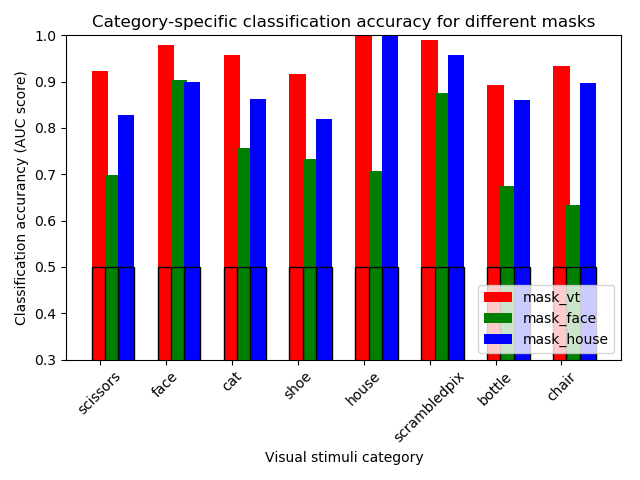 Category-specific classification accuracy for different masks
Classification accurancy (AUC score)
1.0
0.9
0.8
0.7
0.6
0.5
0.4
0.3
mask_vt
mask_face
mask_house
scissors
face
cat
shoe
house
scrambledpix
bottle
chair
Visual stimuli category